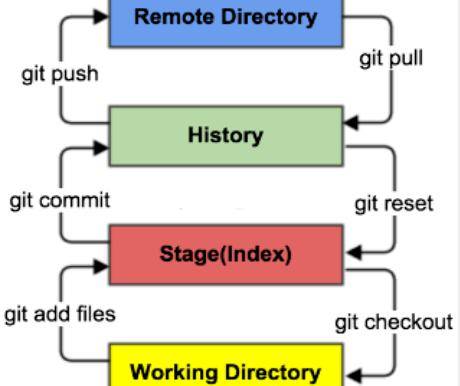 Remote Directory
git push
git pull
History
git commit
git reset
Stage(Index)
git add files
git checkout
Working Directory